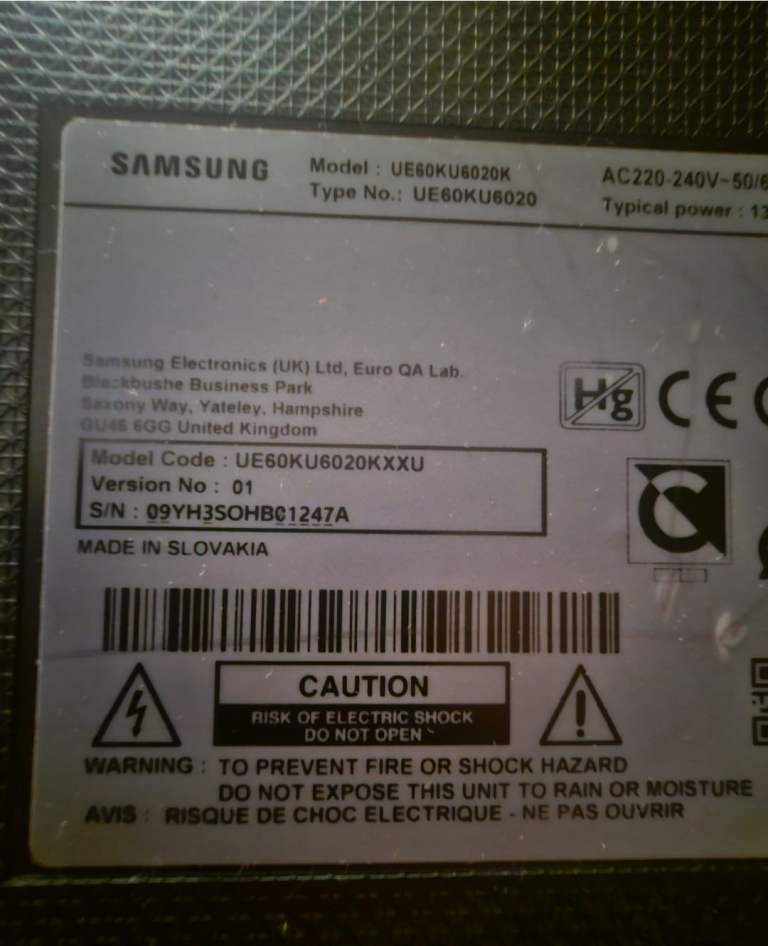 SAMSUNG
Model : UE60KU6020K
Type No.: UE60KU6020
AC220-240V~50/6
Typical power : 13
Samsung Electronics (UK) Ltd, Euro QA Lab.
Blackbushe Business Park
Saxony Way, Yateley, Hampshire
GU46 6GG United Kingdom
Hg
CE
Model Code : UE60KU6020KXXU
Version No : 01
S/N : 09YH3SOHB01247A
MADE IN SLOVAKIA
CAUTION
RISK OF ELECTRIC SHOCK
DO NOT OPEN
WARNING : TO PREVENT FIRE OR SHOCK HAZARD
DO NOT EXPOSE THIS UNIT TO RAIN OR MOISTURE
AVIS : RISQUE DE CHOC ELECTRIQUE - NE PAS OUVRIR